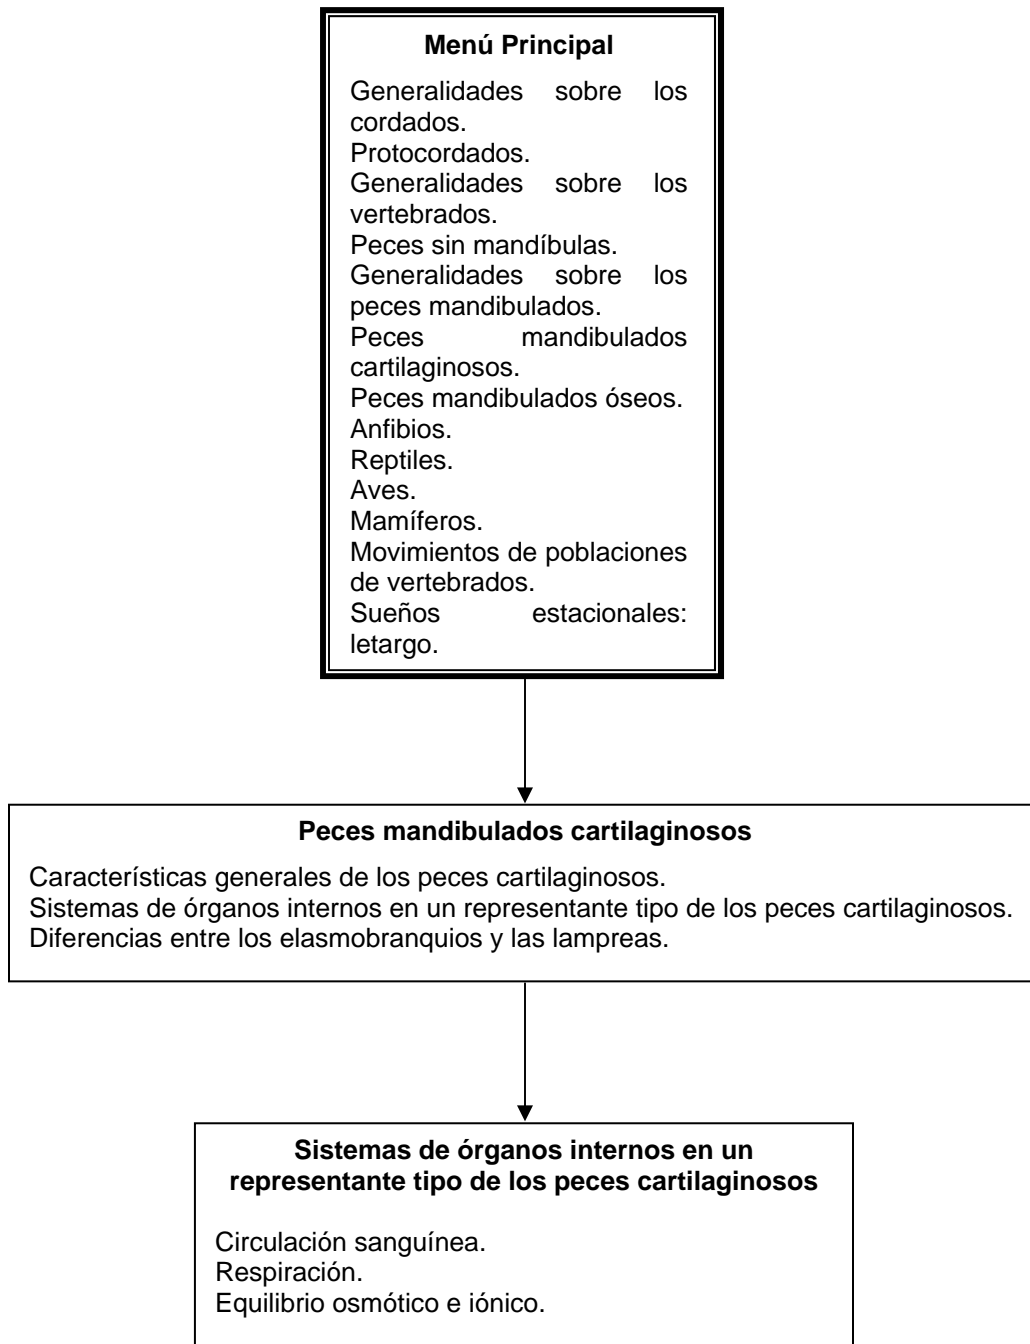 Menú Principal
Generalidades sobre los
cordados.
Protocordados.
Generalidades sobre los
vertebrados.
Peces sin mandíbulas.
Generalidades sobre los
peces mandibulados.
Peces mandibulados
cartilaginosos.
Peces mandibulados óseos.
Anfibios.
Reptiles.
Aves.
Mamíferos.
Movimientos de poblaciones
de vertebrados.
Sueños estacionales:
letargo.
Peces mandibulados cartilaginosos
Características generales de los peces cartilaginosos.
Sistemas de órganos internos en un representante tipo de los peces cartilaginosos.
Diferencias entre los elasmobranquios y las lampreas.
Sistemas de órganos internos en un
representante tipo de los peces cartilaginosos
Circulación sanguínea.
Respiración.
Equilibrio osmótico e iónico.